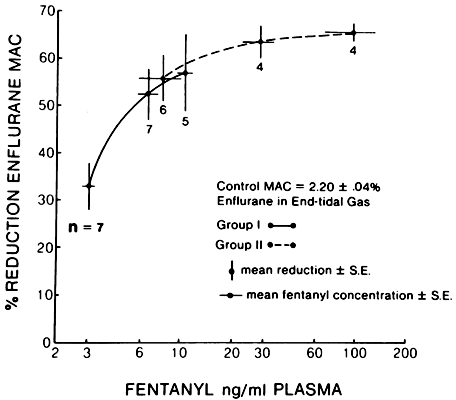 % REDUCTION ENFLURANE MAC
70
60
50
40
30
20
10
0
n = 7
7
6
5
4
4
Control MAC = 2.20 ± .04%
Enflurane in End-tidal Gas
Group I
Group II
mean reduction ± S.E.
mean fentanyl concentration ± S.E.
2 3 6 10 20 30 60 100 200
FENTANYL ng/ml PLASMA